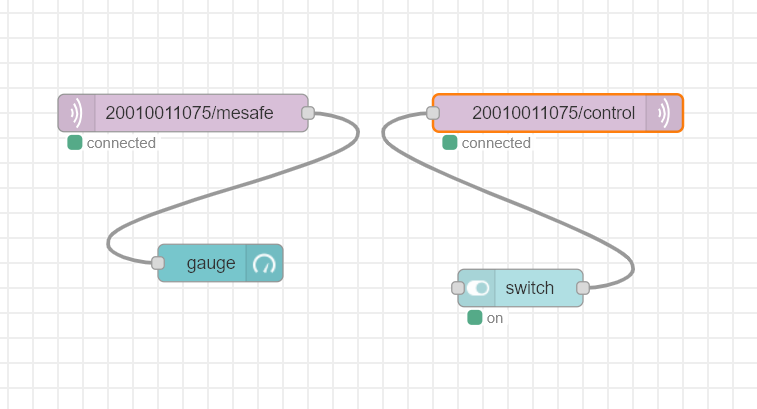 20010011075/mesafe
connected
20010011075/control
connected
gauge
switch
on